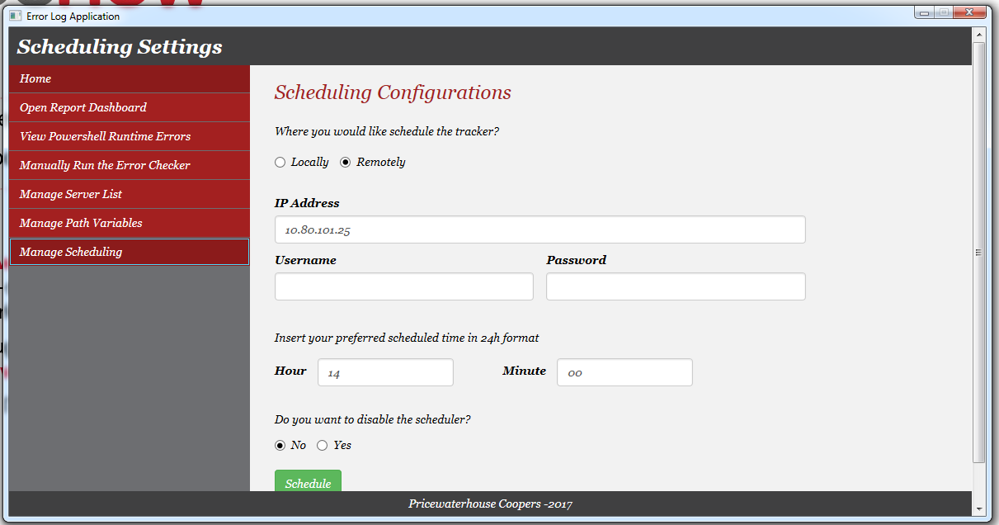 Error Log Application
Scheduling Settings
Home
Open Report Dashboard
View Powershell Runtime Errors
Manually Run the Error Checker
Manage Server List
Manage Path Variables
Manage Scheduling
Scheduling Configurations
Where you would like schedule the tracker?
Locally Remotely
IP Address
10.80.101.25
Username Password
Insert your preferred scheduled time in 24h format
Hour 14 Minute 00
Do you want to disable the scheduler?
No Yes
Schedule
Pricewaterhouse Coopers -2017